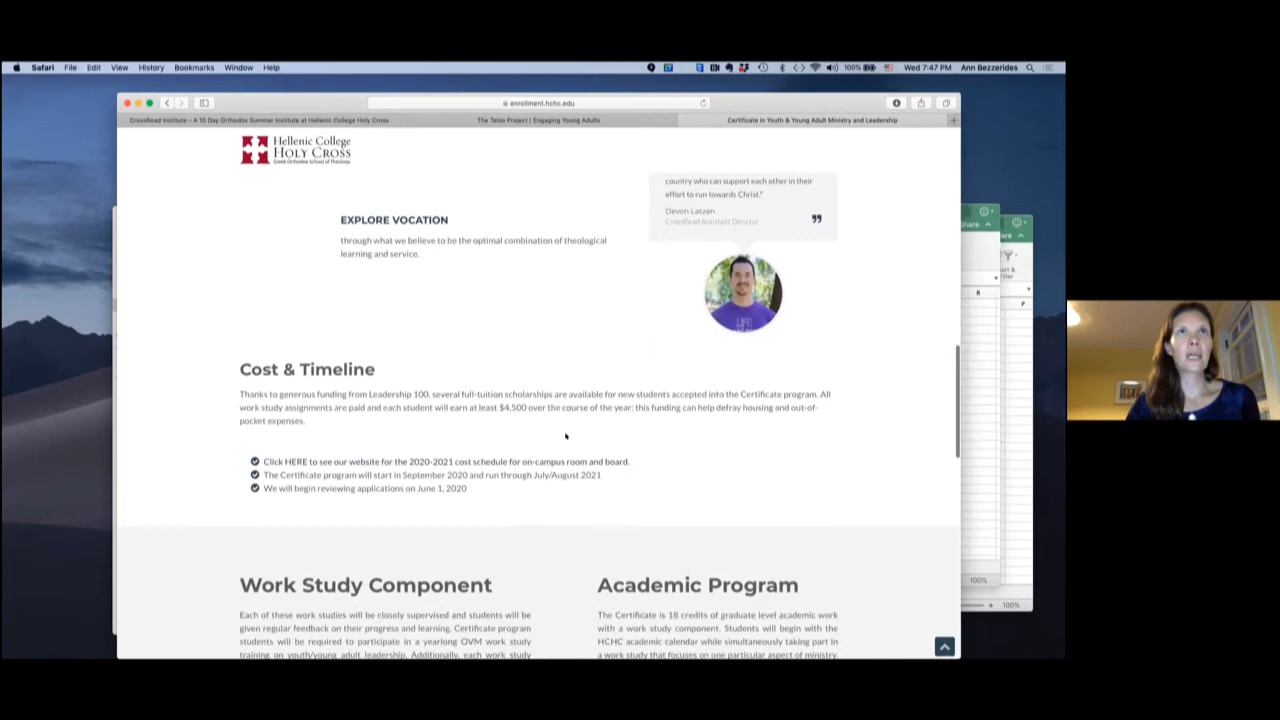 Safari File Edit View History Bookmarks Window Help
100% Wed 7:47 PM Ann Bezzerides
enrollment.hchc.edu
CrossRoad Institute – A 10 Day Orthodox Summer Institute at Hellenic College Holy Cross
The Telos Project | Engaging Young Adults
Certificate in Youth & Young Adult Ministry and Leadership
Hellenic College
HOLY CROSS
Greek Orthodox School of Theology
country who can support each other in their
effort to run towards Christ."
Devon Latzen
CrossRoad Assistant Director
EXPLORE VOCATION
through what we believe to be the optimal combination of theological
learning and service.
LIFE
Cost & Timeline
Thanks to generous funding from Leadership 100, several full-tuition scholarships are available for new students accepted into the Certificate program. All
work study assignments are paid and each student will earn at least $4,500 over the course of the year; this funding can help defray housing and out-of-
pocket expenses.
Click HERE to see our website for the 2020-2021 cost schedule for on-campus room and board.
The Certificate program will start in September 2020 and run through July/August 2021
We will begin reviewing applications on June 1, 2020
Work Study Component
Each of these work studies will be closely supervised and students will be
given regular feedback on their progress and learning. Certificate program
students will be required to participate in a yearlong OVM work study
training on youth/young adult leadership. Additionally, each work study
Academic Program
The Certificate is 18 credits of graduate level academic work
with a work study component. Students will begin with the
HCHC academic calendar while simultaneously taking part in
a work study that focuses on one particular aspect of ministry.
Share
R
P
100%
100%